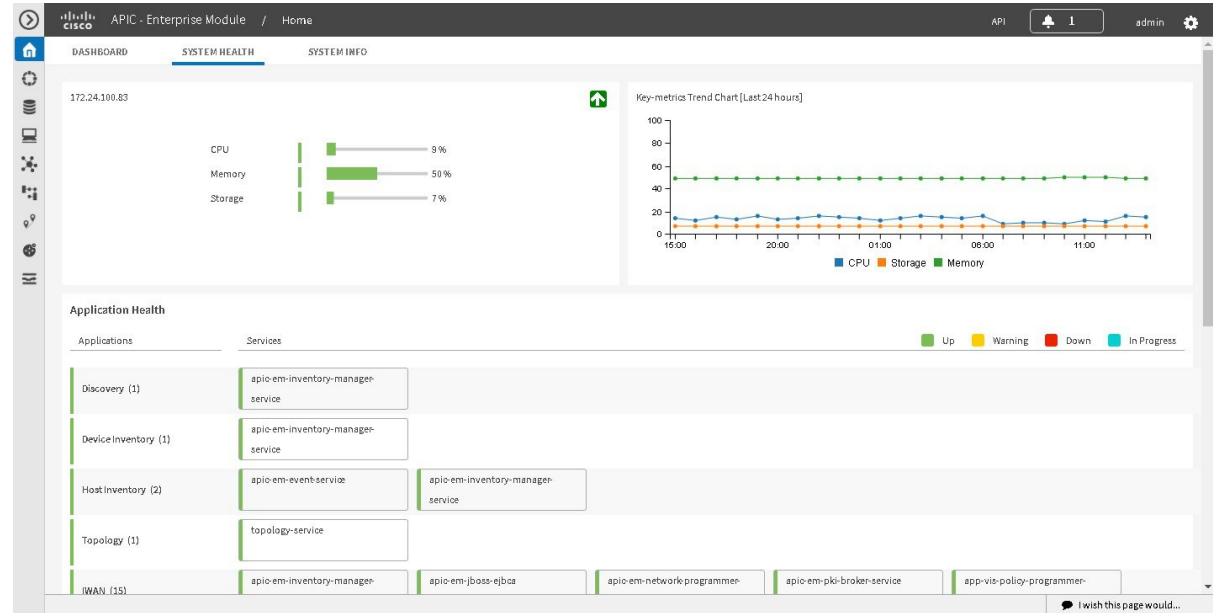 cisco APIC - Enterprise Module / Home API 1 admin
DASHBOARD SYSTEM HEALTH SYSTEM INFO
172.24.100.83
CPU 9%
Memory 50%
Storage 7%
Key-metrics Trend Chart [Last 24 hours]
100
80
60
40
20
0
15:00 20:00 01:00 06:00 11:00
CPU Storage Memory
Application Health
Applications Services Up Warning Down In Progress
Discovery (1)
apic-em-inventory-manager-
service
Device Inventory (1)
apic-em-inventory-manager-
service
Host Inventory (2)
apic-em-event-service
apic-em-inventory-manager-
service
Topology (1)
topology-service
IWAN (15)
apic-em-inventory-manager-
apic-em-jboss-ejbca
apic-em-network-programmer-
apic-em-pki-broker-service
app-vis-policy-programmer-
I wish this page would...